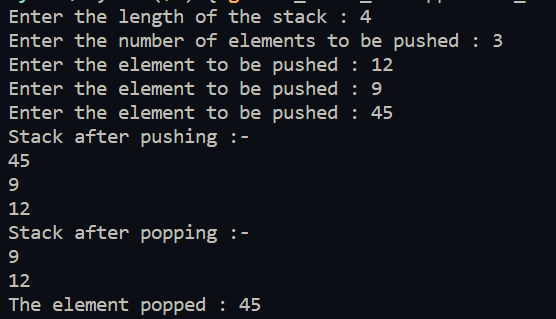 Enter the length of the stack : 4
Enter the number of elements to be pushed : 3
Enter the element to be pushed : 12
Enter the element to be pushed : 9
Enter the element to be pushed : 45
Stack after pushing :-
45
9
12
Stack after popping :-
9
12
The element popped : 45